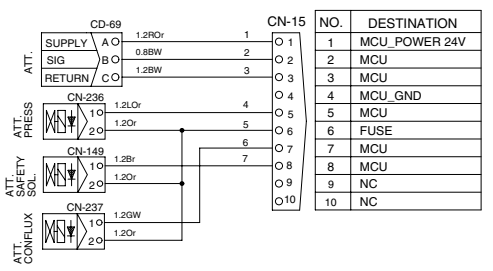 CD-69
CN-15
NO. DESTINATION
ATT.
SUPPLY A 1.2ROr 1
SIG B 0.8BW 2
RETURN C 1.2BW 3
CN-236
ATT. PRESS
1 1.2LOr 4
2 1.2Or 5
CN-149
ATT. SAFETY SOL.
1 1.2Br 7
2 1.2Or
6
CN-237
ATT. CONFLUX
1 1.2GW
2 1.2Or
1
2
3
4
5
6
7
8
9
10
1 MCU_POWER 24V
2 MCU
3 MCU
4 MCU_GND
5 MCU
6 FUSE
7 MCU
8 MCU
9 NC
10 NC